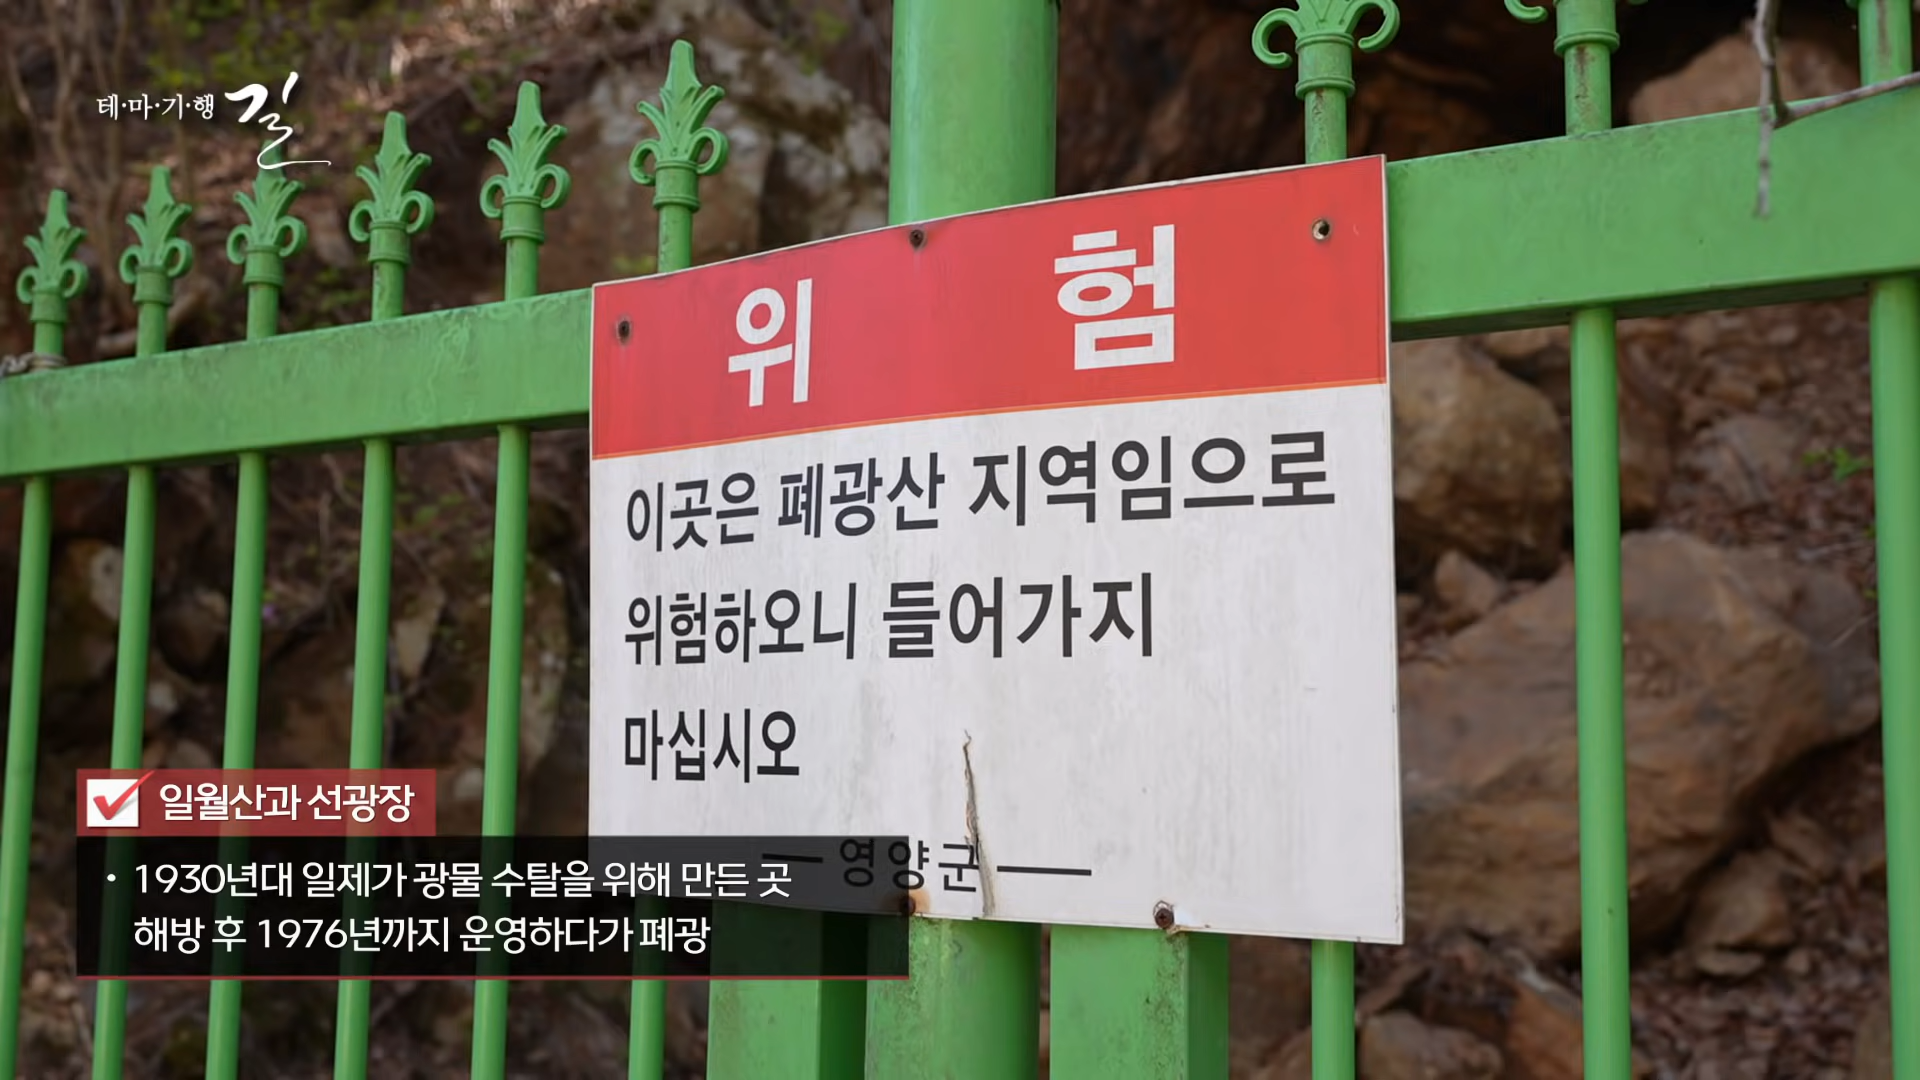 테·마·기·행 길
위 험
이곳은 폐광산 지역임으로
위험하오니 들어가지
마십시오
영양군
일월산과 선광장
· 1930년대 일제가 광물 수탈을 위해 만든 곳
해방 후 1976년까지 운영하다가 폐광